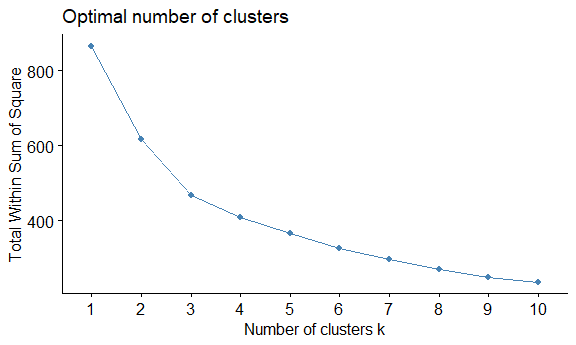 Optimal number of clusters
Total Within Sum of Square
800
600
400
1 2 3 4 5 6 7 8 9 10
Number of clusters k